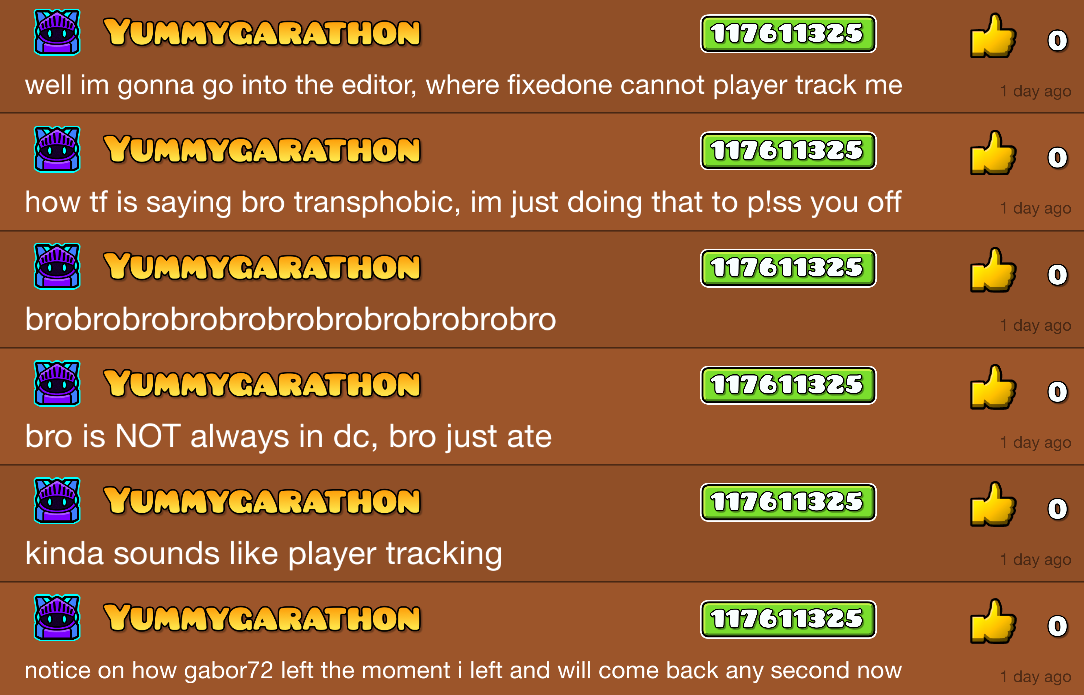 Yummygarathon 117611325 0
well im gonna go into the editor, where fixedone cannot player track me
1 day ago
Yummygarathon 117611325 0
how tf is saying bro transphobic, im just doing that to p!ss you off
1 day ago
Yummygarathon 117611325 0
brobrobrobrobrobrobrobrobrobrobro
1 day ago
Yummygarathon 117611325 0
bro is NOT always in dc, bro just ate
1 day ago
Yummygarathon 117611325 0
kinda sounds like player tracking
1 day ago
Yummygarathon 117611325 0
notice on how gabor72 left the moment i left and will come back any second now
1 day ago